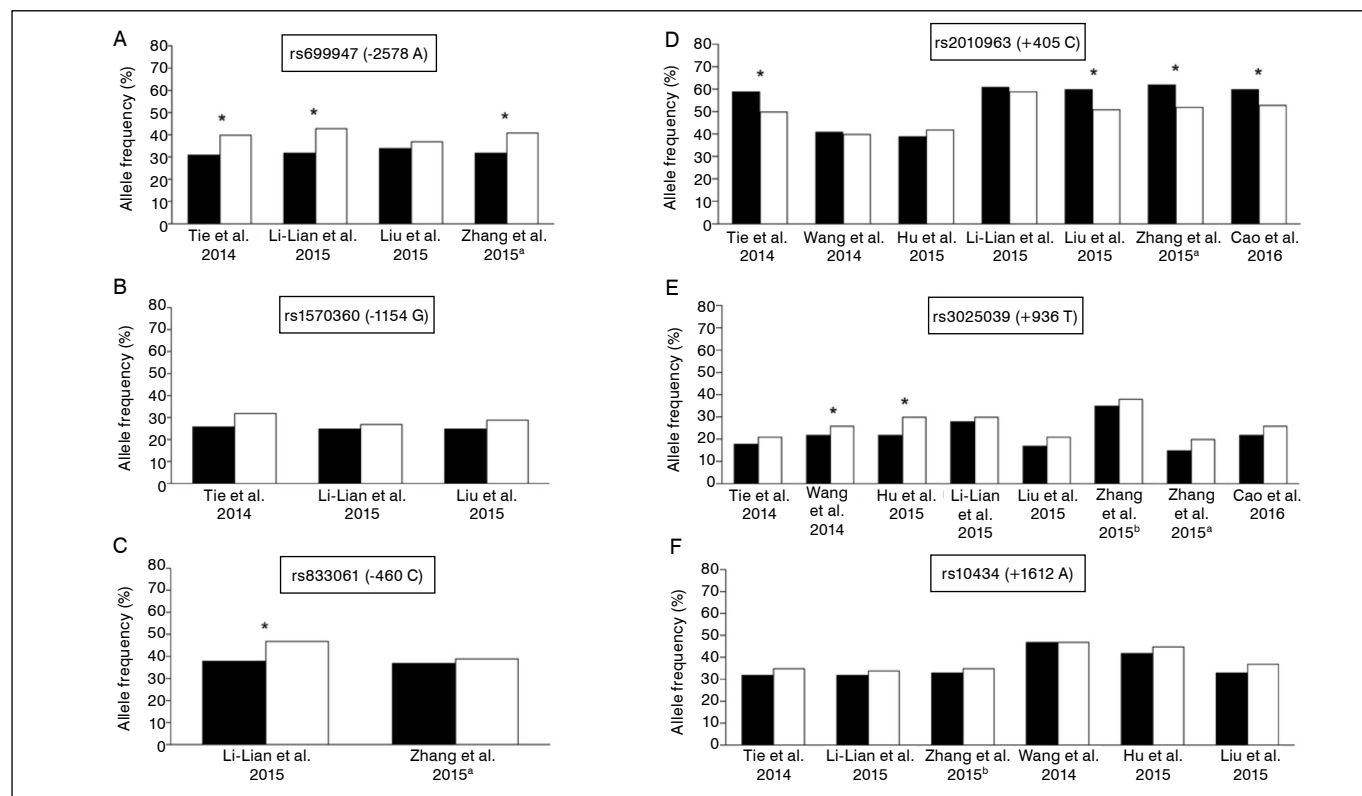 A
rs699947 (-2578 A)
Allele frequency (%)
80
70
60
50
40
30
20
10
0
* * *
Tie et al. Li-Lian et al. Liu et al. Zhang et al.
2014 2015 2015 2015a
B
rs1570360 (-1154 G)
Allele frequency (%)
80
70
60
50
40
30
20
10
0
Tie et al. Li-Lian et al. Liu et al.
2014 2015 2015
C
rs833061 (-460 C)
Allele frequency (%)
80
70
60
50
40
30
20
10
0
*
Li-Lian et al. Zhang et al.
2015 2015a
D
rs2010963 (+405 C)
Allele frequency (%)
80
70
60
50
40
30
20
10
0
* * * *
Tie et al. Wang et al. Hu et al. Li-Lian et al. Liu et al. Zhang et al. Cao et al.
2014 2014 2015 2015 2015 2015a 2016
E
rs3025039 (+936 T)
Allele frequency (%)
80
70
60
50
40
30
20
10
0
* *
Tie et al. Wang Hu et al. Li-Lian Liu et al. Zhang Zhang Cao et al.
2014 et al. 2015 et al. 2015 et al. et al. 2016
2014 2015 2015b 2015a
F
rs10434 (+1612 A)
Allele frequency (%)
80
70
60
50
40
30
20
10
0
Tie et al. Li-Lian et al. Zhang et al. Wang et al. Hu et al. Liu et al.
2014 2015 2015b 2014 2015 2015